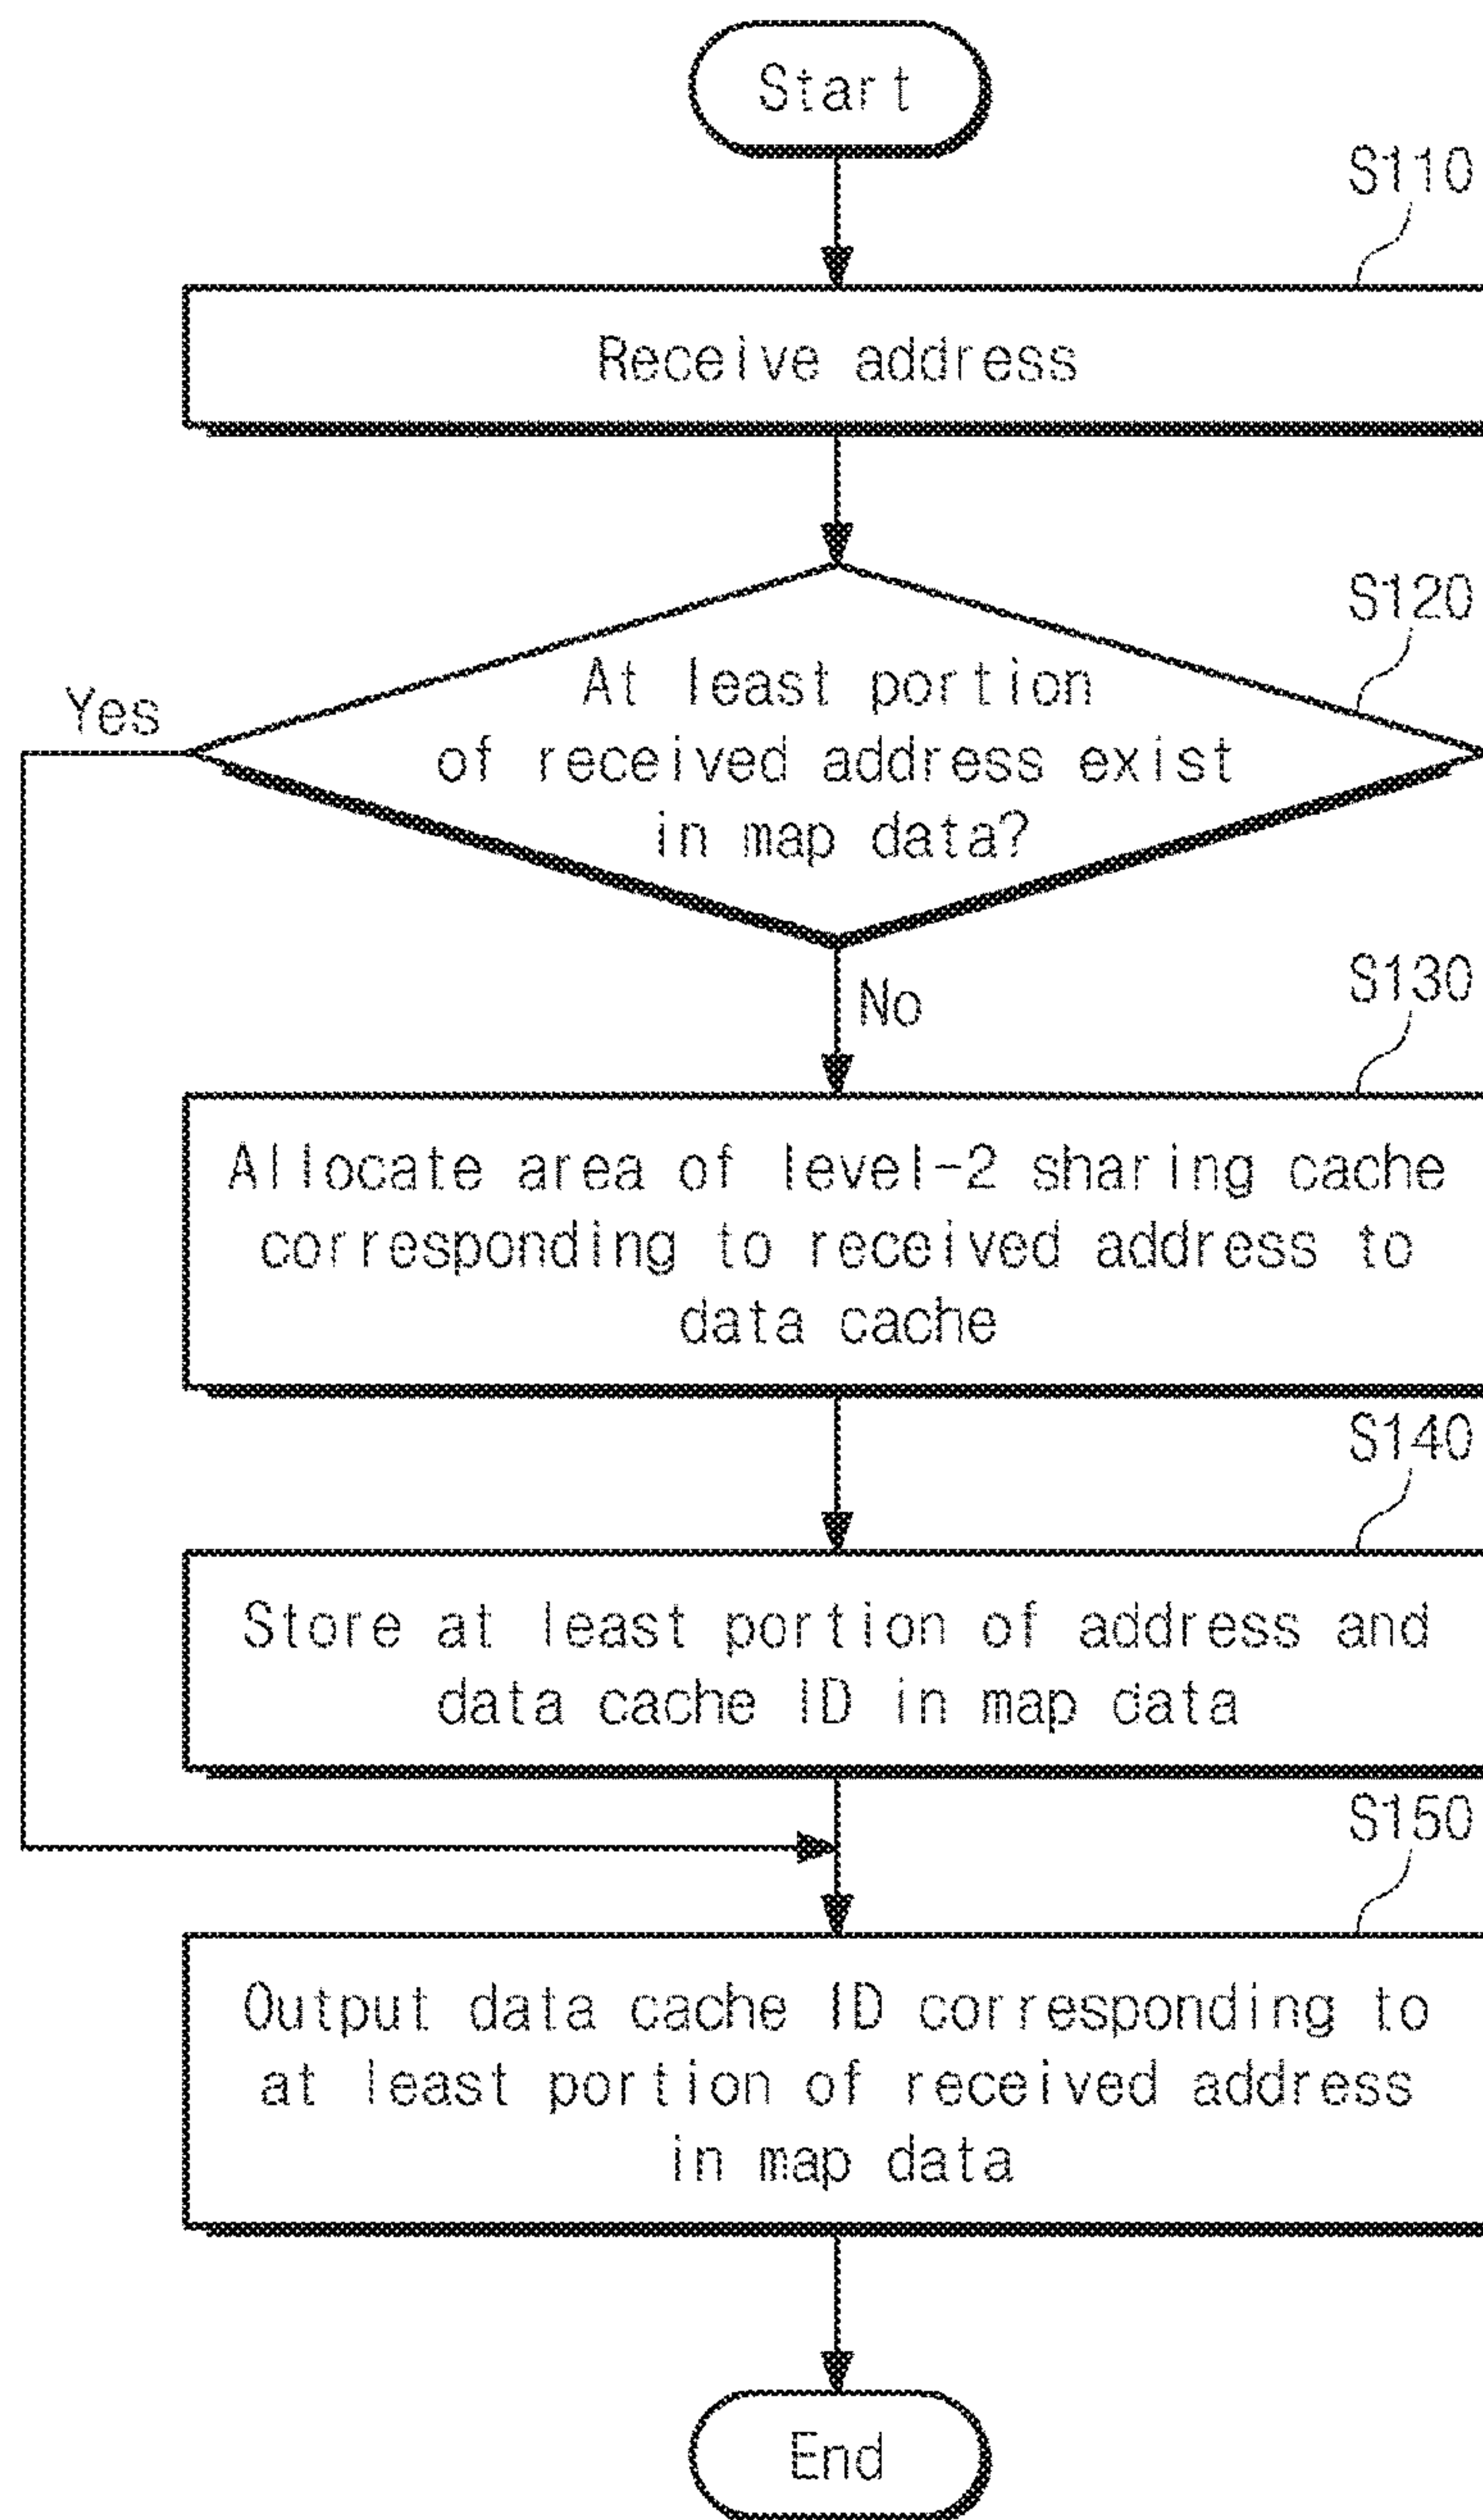 Start
S110
Receive address
S120
At least portion
Yes
of received address exist
in map data?
S130
No
Allocate area of level-2 sharing cache
corresponding to received address to
data cache
S140
Store at least portion of address and
data cache ID in map data
S150
Output data cache ID corresponding to
at least portion of received address
in map data
End